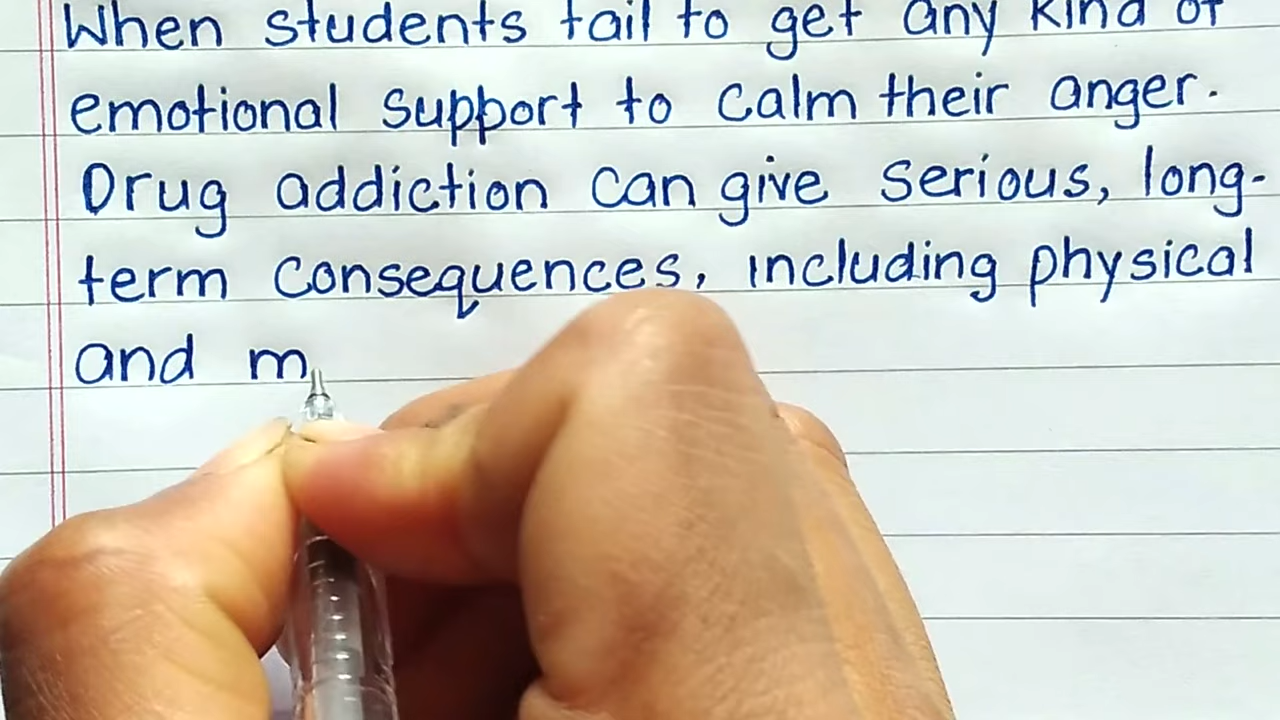 When students fail to get any kind of
emotional support to calm their anger.
Drug addiction can give serious, long-
term consequences, including physical
and m